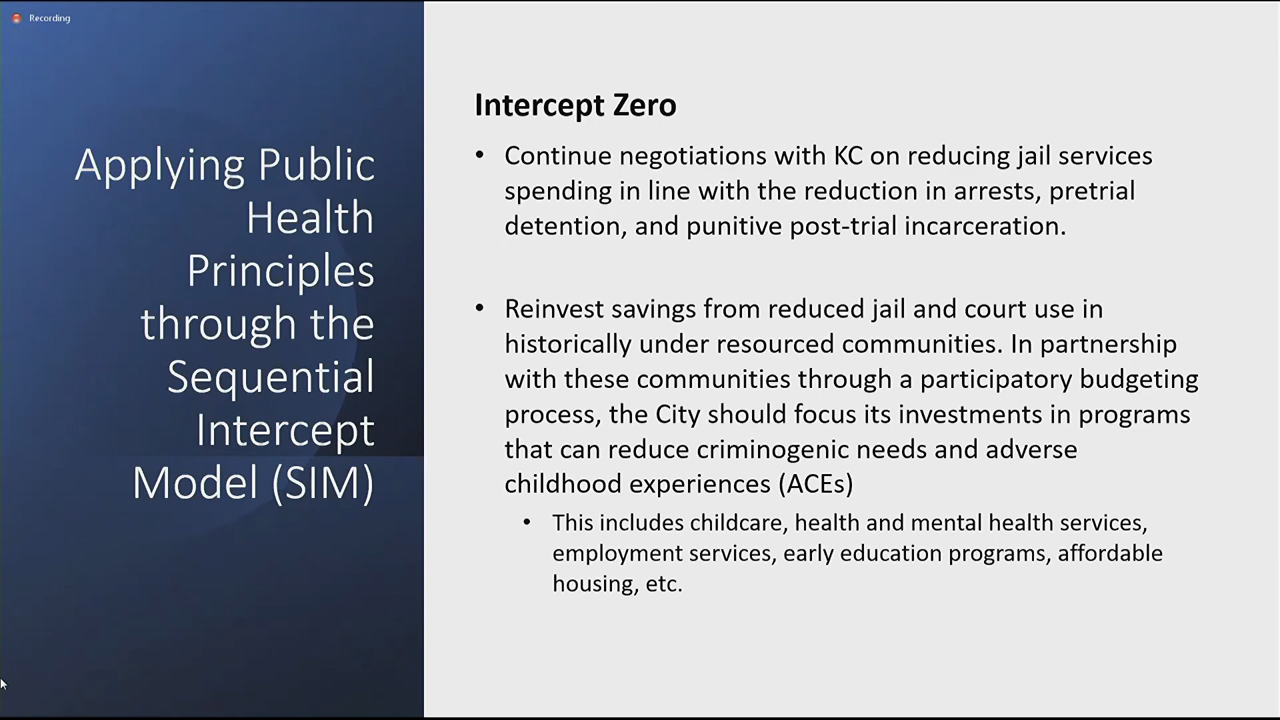 Recording
Applying Public
Health
Principles
through the
Sequential
Intercept
Model (SIM)
Intercept Zero
• Continue negotiations with KC on reducing jail services
spending in line with the reduction in arrests, pretrial
detention, and punitive post-trial incarceration.
• Reinvest savings from reduced jail and court use in
historically under resourced communities. In partnership
with these communities through a participatory budgeting
process, the City should focus its investments in programs
that can reduce criminogenic needs and adverse
childhood experiences (ACEs)
• This includes childcare, health and mental health services,
employment services, early education programs, affordable
housing, etc.